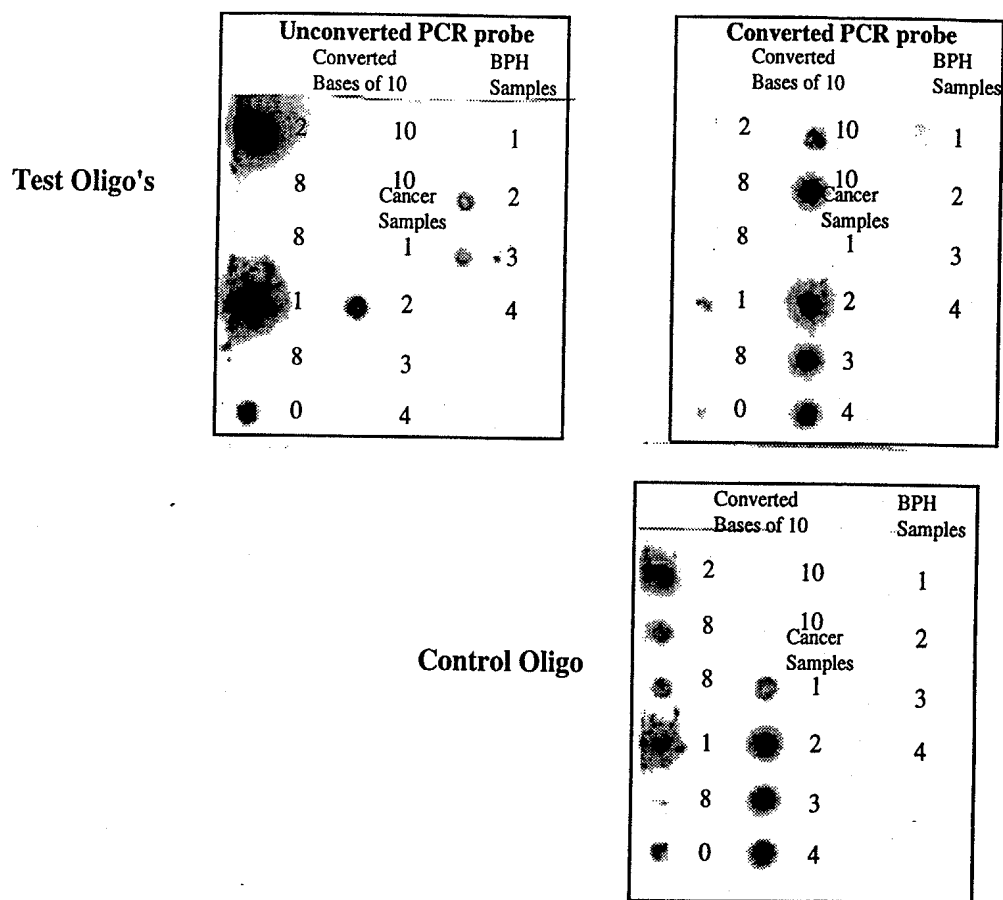 Unconverted PCR probe
Converted BPH
Bases of 10 Samples
2 10 1
8 10 2
Cancer
Samples
8 1 3
1 2 4
8 3
0 4
Converted PCR probe
Converted BPH
Bases of 10 Samples
2 10 1
8 10 2
Cancer
Samples
8 1 3
1 2 4
8 3
0 4
Test Oligo's
Converted BPH
Bases of 10 Samples
2 10 1
8 10 2
Cancer
Samples
8 1 3
1 2 4
8 3
0 4
Control Oligo